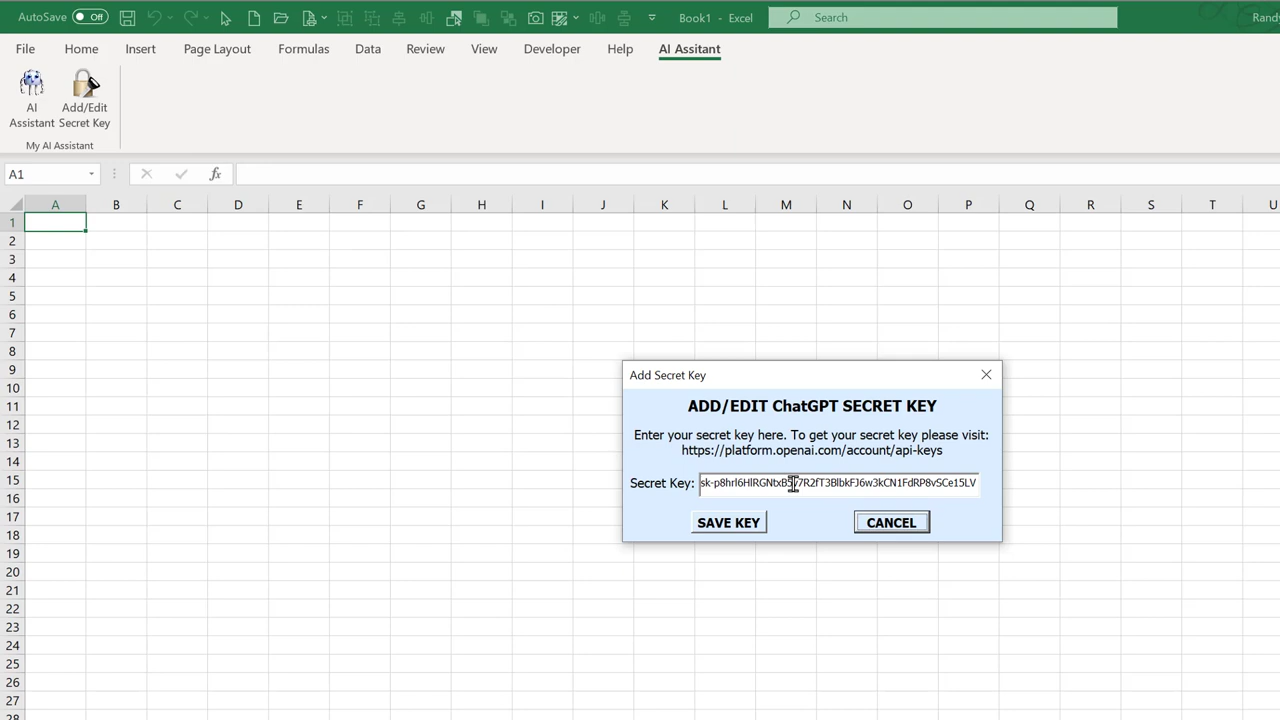 AutoSave Off Book1 - Excel Search
File Home Insert Page Layout Formulas Data Review View Developer Help AI Assitant
AI Assistant
Add/Edit Secret Key
My AI Assistant
A1 fx
A B C D E F G H I J K L M N O P Q R S T U
1
2
3
4
5
6
7
8
9
10
11
12
13
14
15
16
17
18
19
20
21
22
23
24
25
26
27
28
Add Secret Key
ADD/EDIT ChatGPT SECRET KEY
Enter your secret key here. To get your secret key please visit:
https://platform.openai.com/account/api-keys
Secret Key:
SAVE KEY CANCEL